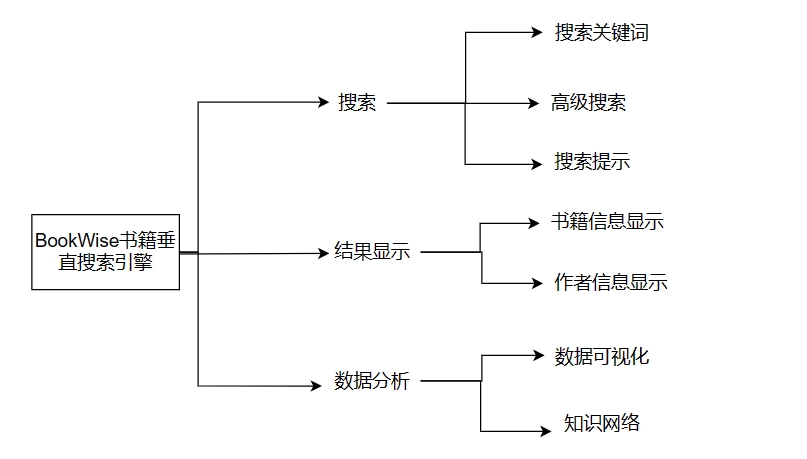 BookWise书籍垂
直搜索引擎
搜索
搜索关键词
高级搜索
搜索提示
结果显示
书籍信息显示
作者信息显示
数据分析
数据可视化
知识网络